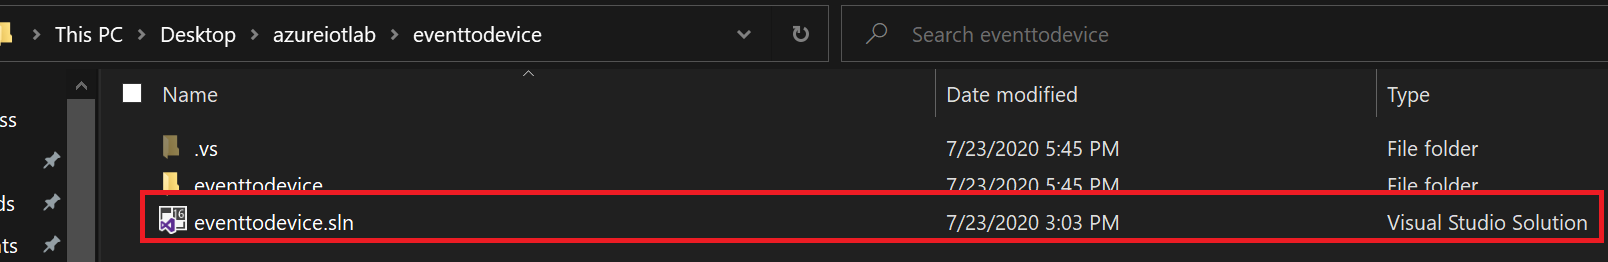 This PC > Desktop > azureiotlab > eventtodevice Search eventtodevice
Name Date modified Type
ss
.vs 7/23/2020 5:45 PM File folder
eventtodevice 7/23/2020 5:45 PM File folder
ds
16
eventtodevice.sln 7/23/2020 3:03 PM Visual Studio Solution
nts